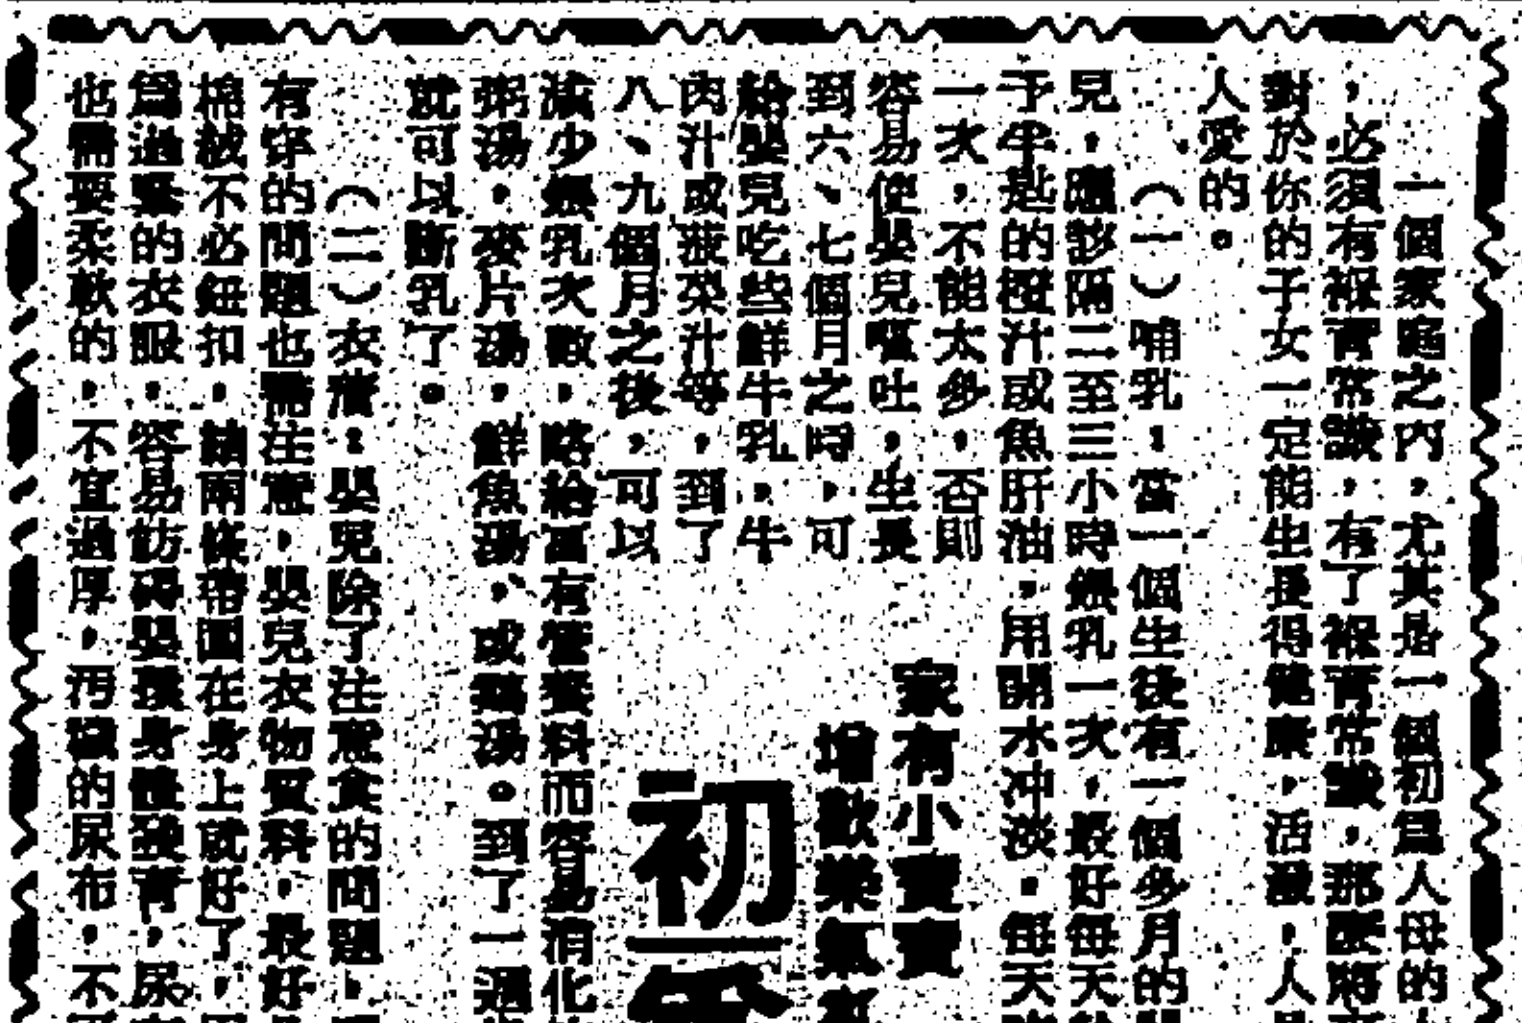 一個家庭之内，尤其是一個初爲人母的
，必須有褓育常識，有了褓育常識，那麽將
對於你的子女一定能生長得健康，活潑，人
人愛的。
（一）哺乳：當一個生後有一個多月的
兒，應該隔二至三小時餵乳一次，最好每天
予半匙的橙汁或魚肝油，用開水冲淡。每天
一次，不能太多，否則
容易使嬰兒嘔吐，生長
到六、七個月之時，可
給嬰兒吃些鮮牛乳，牛
肉汁或菠菜汁等，到了
八、九個月之後，可以
減少餵乳次數，略給富有營養料而容易消化
粥湯，麥片湯，鮮魚湯、或鷄湯。到了一週
就可以斷乳了。
家有小寶寶
增歡樂氣
初爲
（二）衣着：嬰兒除了注意食的問題，
有穿的問題也需注意，嬰兒衣物質料，最好
棉絨不必鈕扣，縫兩條帶圍在身上就好了，
爲過緊的衣服，容易妨碍嬰孩身體發育，尿
也需要柔軟的，不宜過厚，汚穢的尿布，不